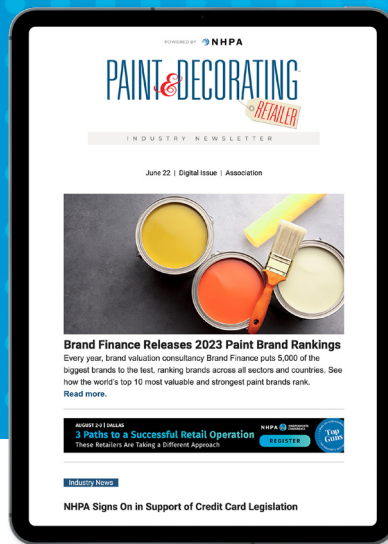 POWERED BY NHPA
PAINT & DECORATING
RETAILER
INDUSTRY NEWSLETTER
June 22 | Digital Issue | Association
Brand Finance Releases 2023 Paint Brand Rankings
Every year, brand valuation consultancy Brand Finance puts 5,000 of the
biggest brands to the test, ranking brands across all sectors and countries. See
how the world's top 10 most valuable and strongest paint brands rank.
Read more.
AUGUST 2-3 | DALLAS
3 Paths to a Successful Retail Operation
These Retailers Are Taking a Different Approach
NHPA
REGISTER
Top
Guns
Industry News
NHPA Signs On in Support of Credit Card Legislation